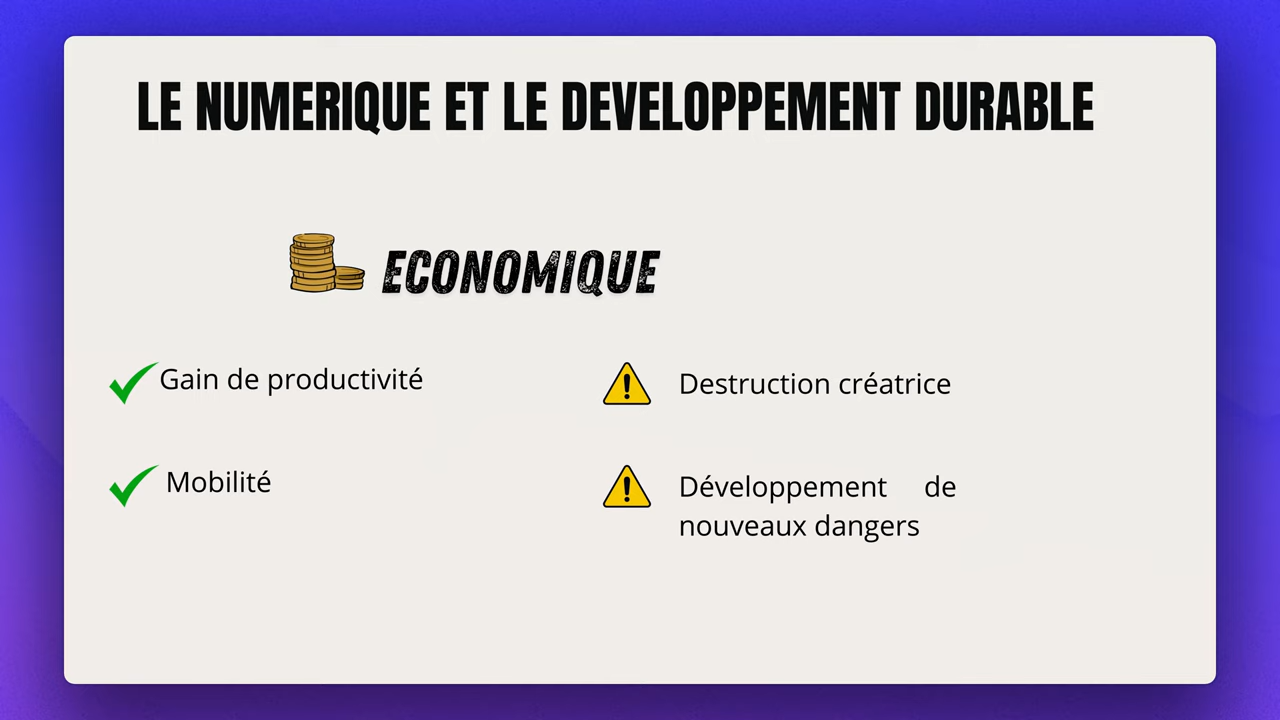 LE NUMERIQUE ET LE DEVELOPPEMENT DURABLE
ECONOMIQUE
Gain de productivité
Mobilité
Destruction créatrice
Développement de
nouveaux dangers